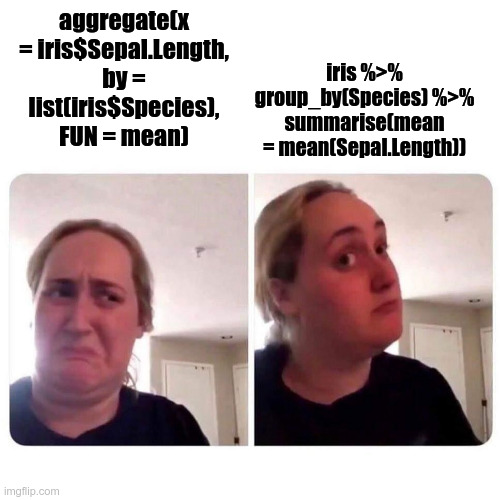 aggregate(x
= iris$Sepal.Length,
by =
list(iris$Species),
FUN = mean)
iris %>%
group_by(Species) %>%
summarise(mean
= mean(Sepal.Length))
imgflip.com